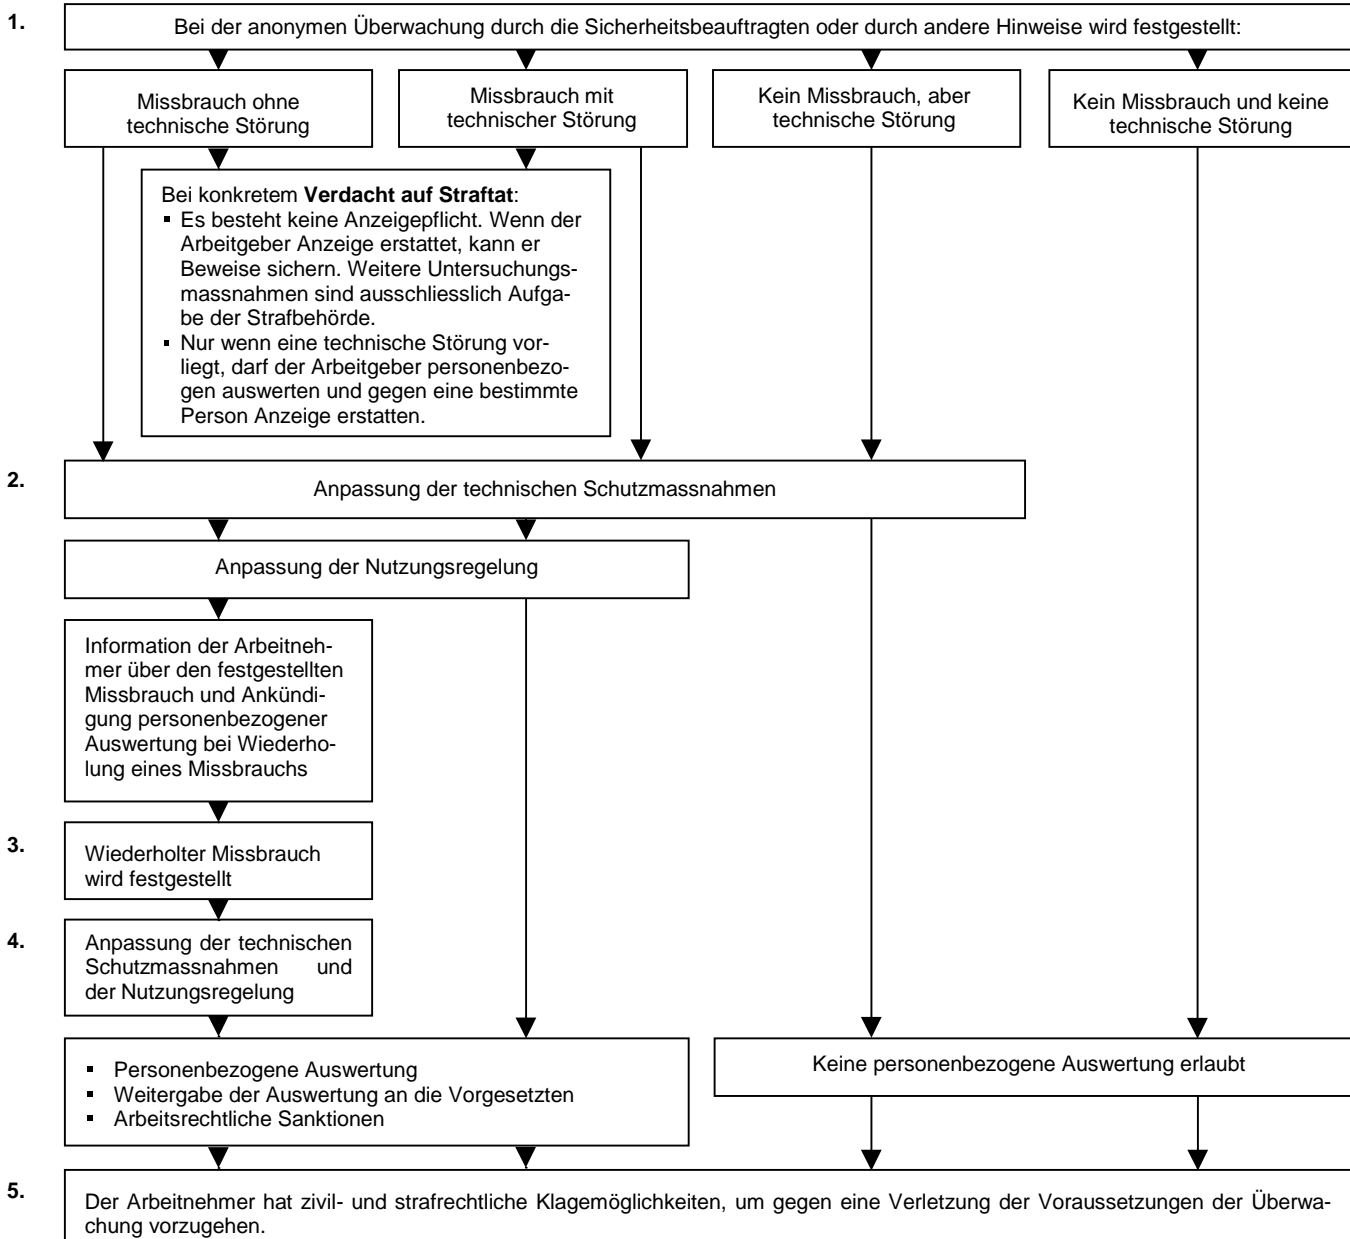 1.
Bei der anonymen Überwachung durch die Sicherheitsbeauftragten oder durch andere Hinweise wird festgestellt:
Missbrauch ohne
technische Störung
Missbrauch mit
technischer Störung
Kein Missbrauch, aber
technische Störung
Kein Missbrauch und keine
technische Störung
Bei konkretem Verdacht auf Straftat:
▪ Es besteht keine Anzeigepflicht. Wenn der
Arbeitgeber Anzeige erstattet, kann er
Beweise sichern. Weitere Untersuchungs-
massnahmen sind ausschliesslich Aufga-
be der Strafbehörde.
▪ Nur wenn eine technische Störung vor-
liegt, darf der Arbeitgeber personenbezo-
gen auswerten und gegen eine bestimmte
Person Anzeige erstatten.
2.
Anpassung der technischen Schutzmassnahmen
Anpassung der Nutzungsregelung
Information der Arbeitneh-
mer über den festgestellten
Missbrauch und Ankündi-
gung personenbezogener
Auswertung bei Wiederho-
lung eines Missbrauchs
3.
Wiederholter Missbrauch
wird festgestellt
4.
Anpassung der technischen
Schutzmassnahmen und
der Nutzungsregelung
▪ Personenbezogene Auswertung
▪ Weitergabe der Auswertung an die Vorgesetzten
▪ Arbeitsrechtliche Sanktionen
Keine personenbezogene Auswertung erlaubt
5.
Der Arbeitnehmer hat zivil- und strafrechtliche Klagemöglichkeiten, um gegen eine Verletzung der Voraussetzungen der Überwa-
chung vorzugehen.